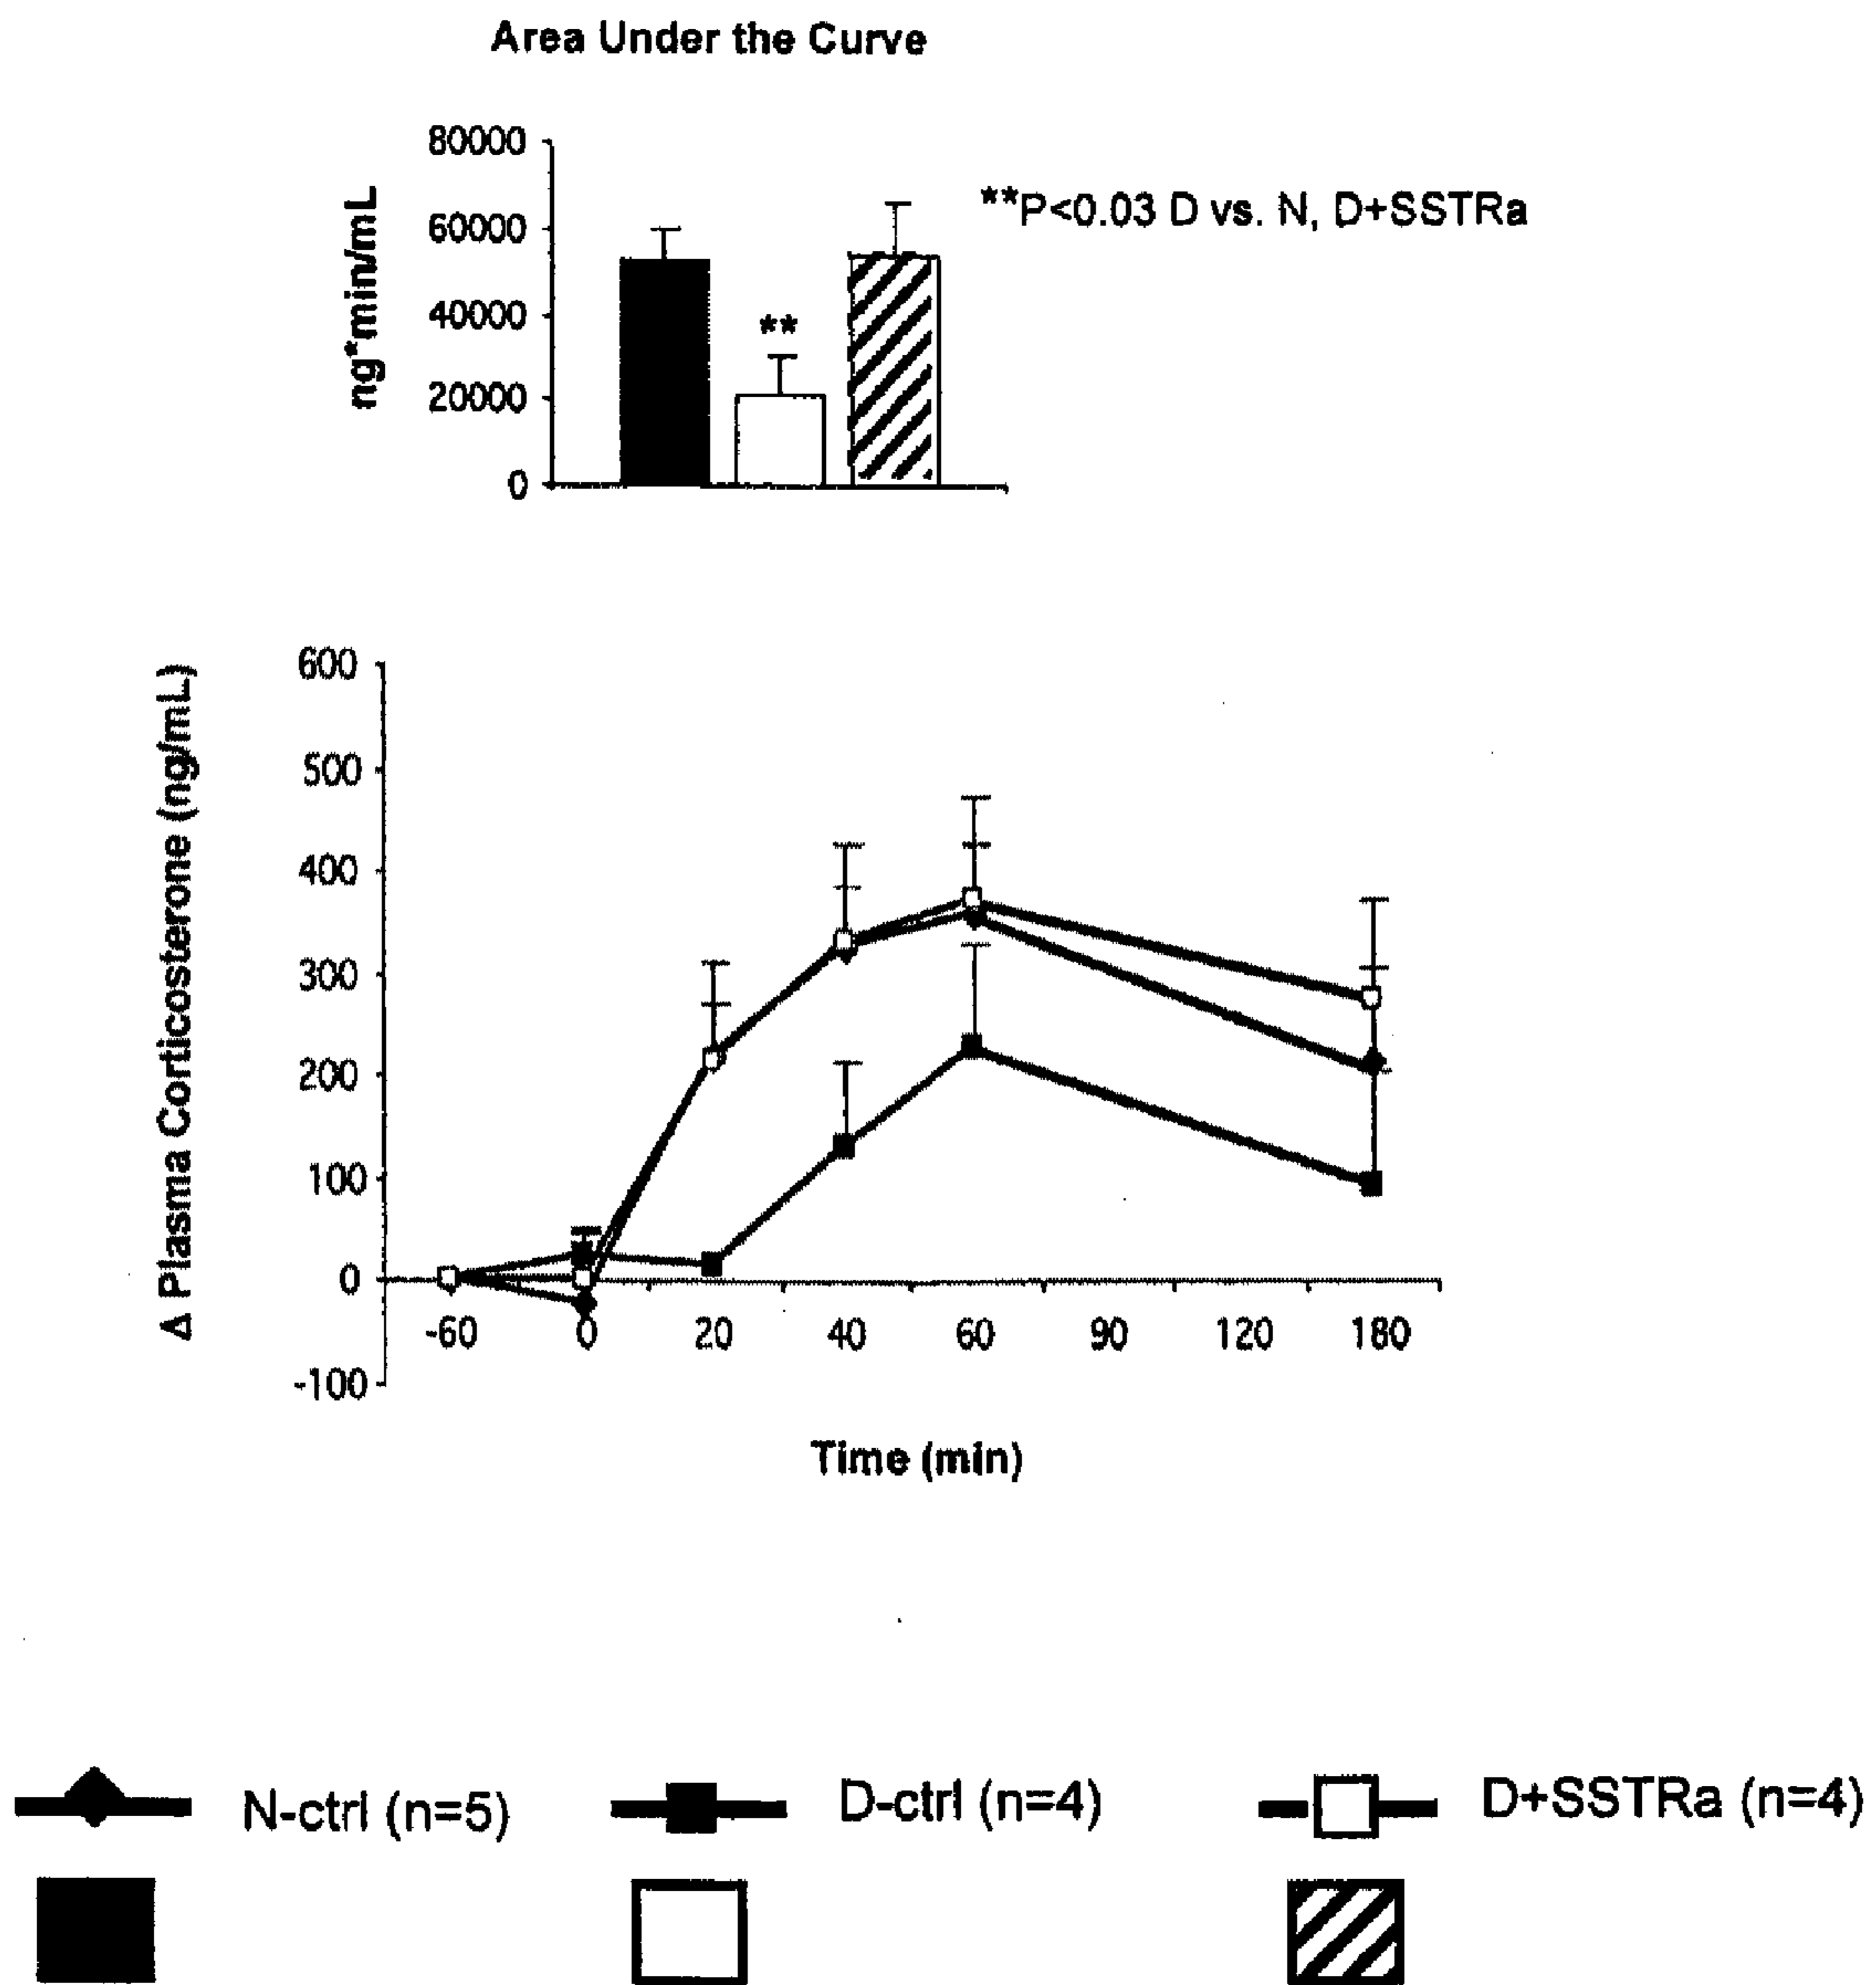 Area Under the Curve
80000
60000
40000
20000
0
ng*min/mL
**
**P<0.03 D vs. N, D+SSTRa
Δ Plasma Corticosterone (ng/mL)
600
500
400
300
200
100
0
-100
-60 0 20 40 60 90 120 180
Time (min)
N-ctrl (n=5) D-ctrl (n=4) D+SSTRa (n=4)